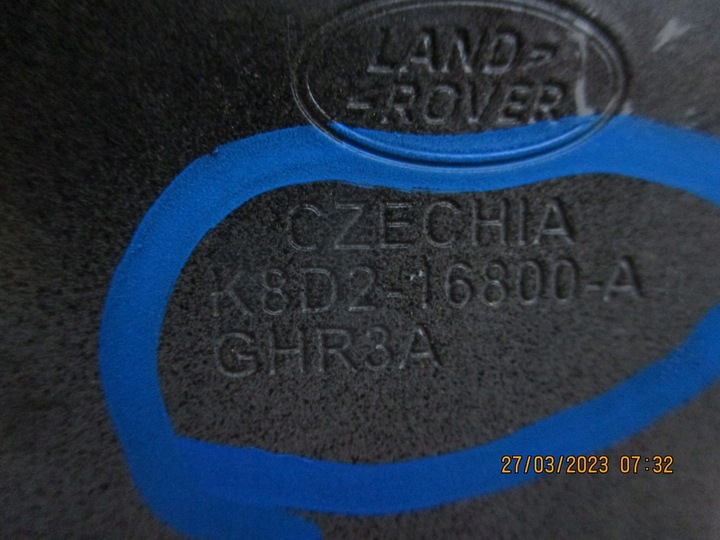 LAND
ROVER
CZECHIA
K8D2-16800-A
GHR3A
27/03/2023 07:32